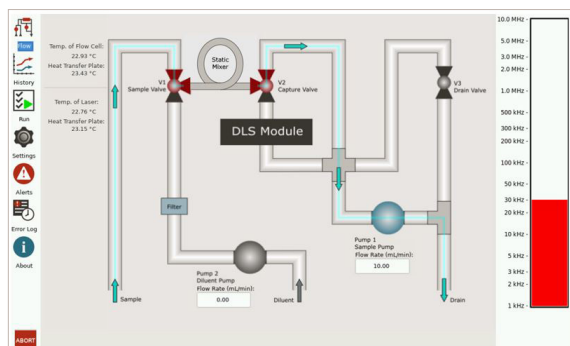 Flow
History
Run
Settings
Alerts
Error Log
About
ABORT
Temp. of Flow Cell:
22.93 °C
Heat Transfer Plate:
23.43 °C
Temp. of Laser:
22.76 °C
Heat Transfer Plate:
23.15 °C
Static
Mixer
V1
Sample Valve
V2
Capture Valve
V3
Drain Valve
DLS Module
Filter
Pump 1
Sample Pump
Flow Rate (mL/min):
10.00
Pump 2
Diluent Pump
Flow Rate (mL/min):
0.00
Sample
Diluent
Drain
10.0 MHz
5.0 MHz
3.0 MHz
2.0 MHz
1.0 MHz
500 kHz
300 kHz
200 kHz
100 kHz
50 kHz
30 kHz
20 kHz
10 kHz
5 kHz
3 kHz
2 kHz
1 kHz